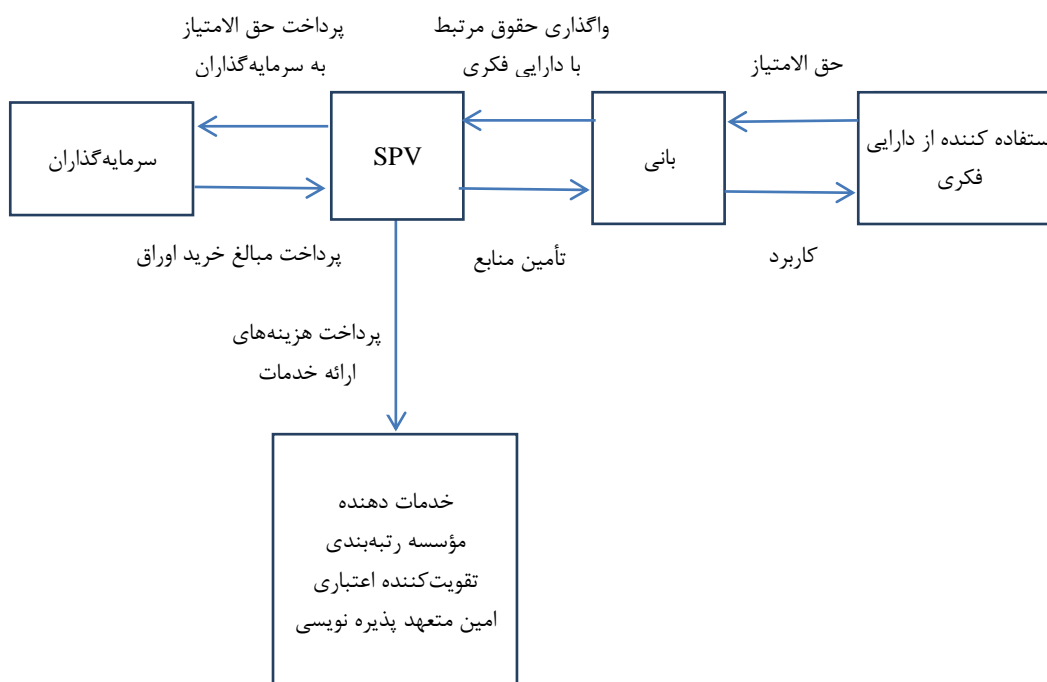 پرداخت حق الامتیاز
به سرمایه‌گذاران
واگذاری حقوق مرتبط
با دارایی فکری
حق الامتیاز
سرمایه‌گذاران
SPV
بانی
ستفاده کننده از دارایی
فکری
پرداخت مبالغ خرید اوراق
تأمین منابع
کاربرد
پرداخت هزینه‌های
ارائه خدمات
خدمات دهنده
مؤسسه رتبه‌بندی
تقویت‌کننده اعتباری
امین متعهد پذیره نویسی